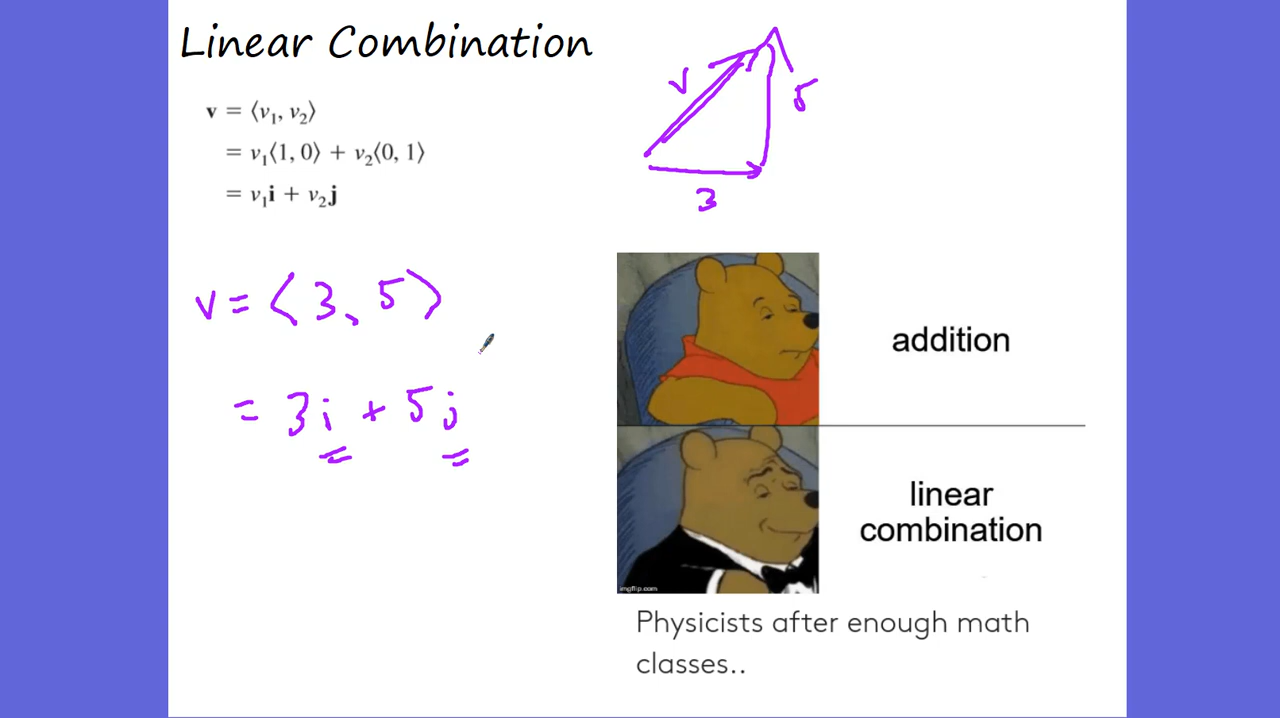 Linear Combination
v = ⟨v₁, v₂⟩
= v₁⟨1, 0⟩ + v₂⟨0, 1⟩
= v₁i + v₂j
v = ⟨3, 5⟩
= 3i + 5j
v
5
3
addition
linear
combination
imgflip.com
Physicists after enough math
classes..